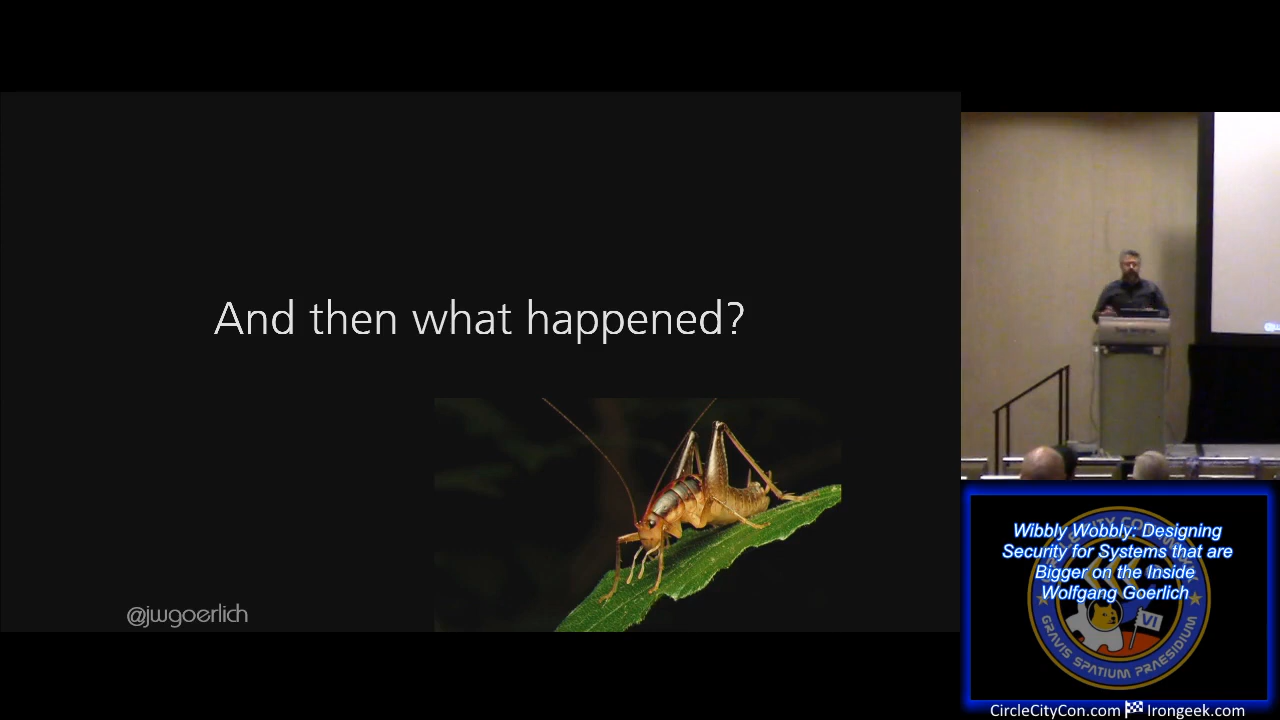 And then what happened?
@jwgoerlich
Wibbly Wobbly: Designing
Security for Systems that are
Bigger on the Inside
Wolfgang Goerlich
VI
GRAVIS SPATIUM PRAESIDIUM
CircleCityCon.com Irongeek.com